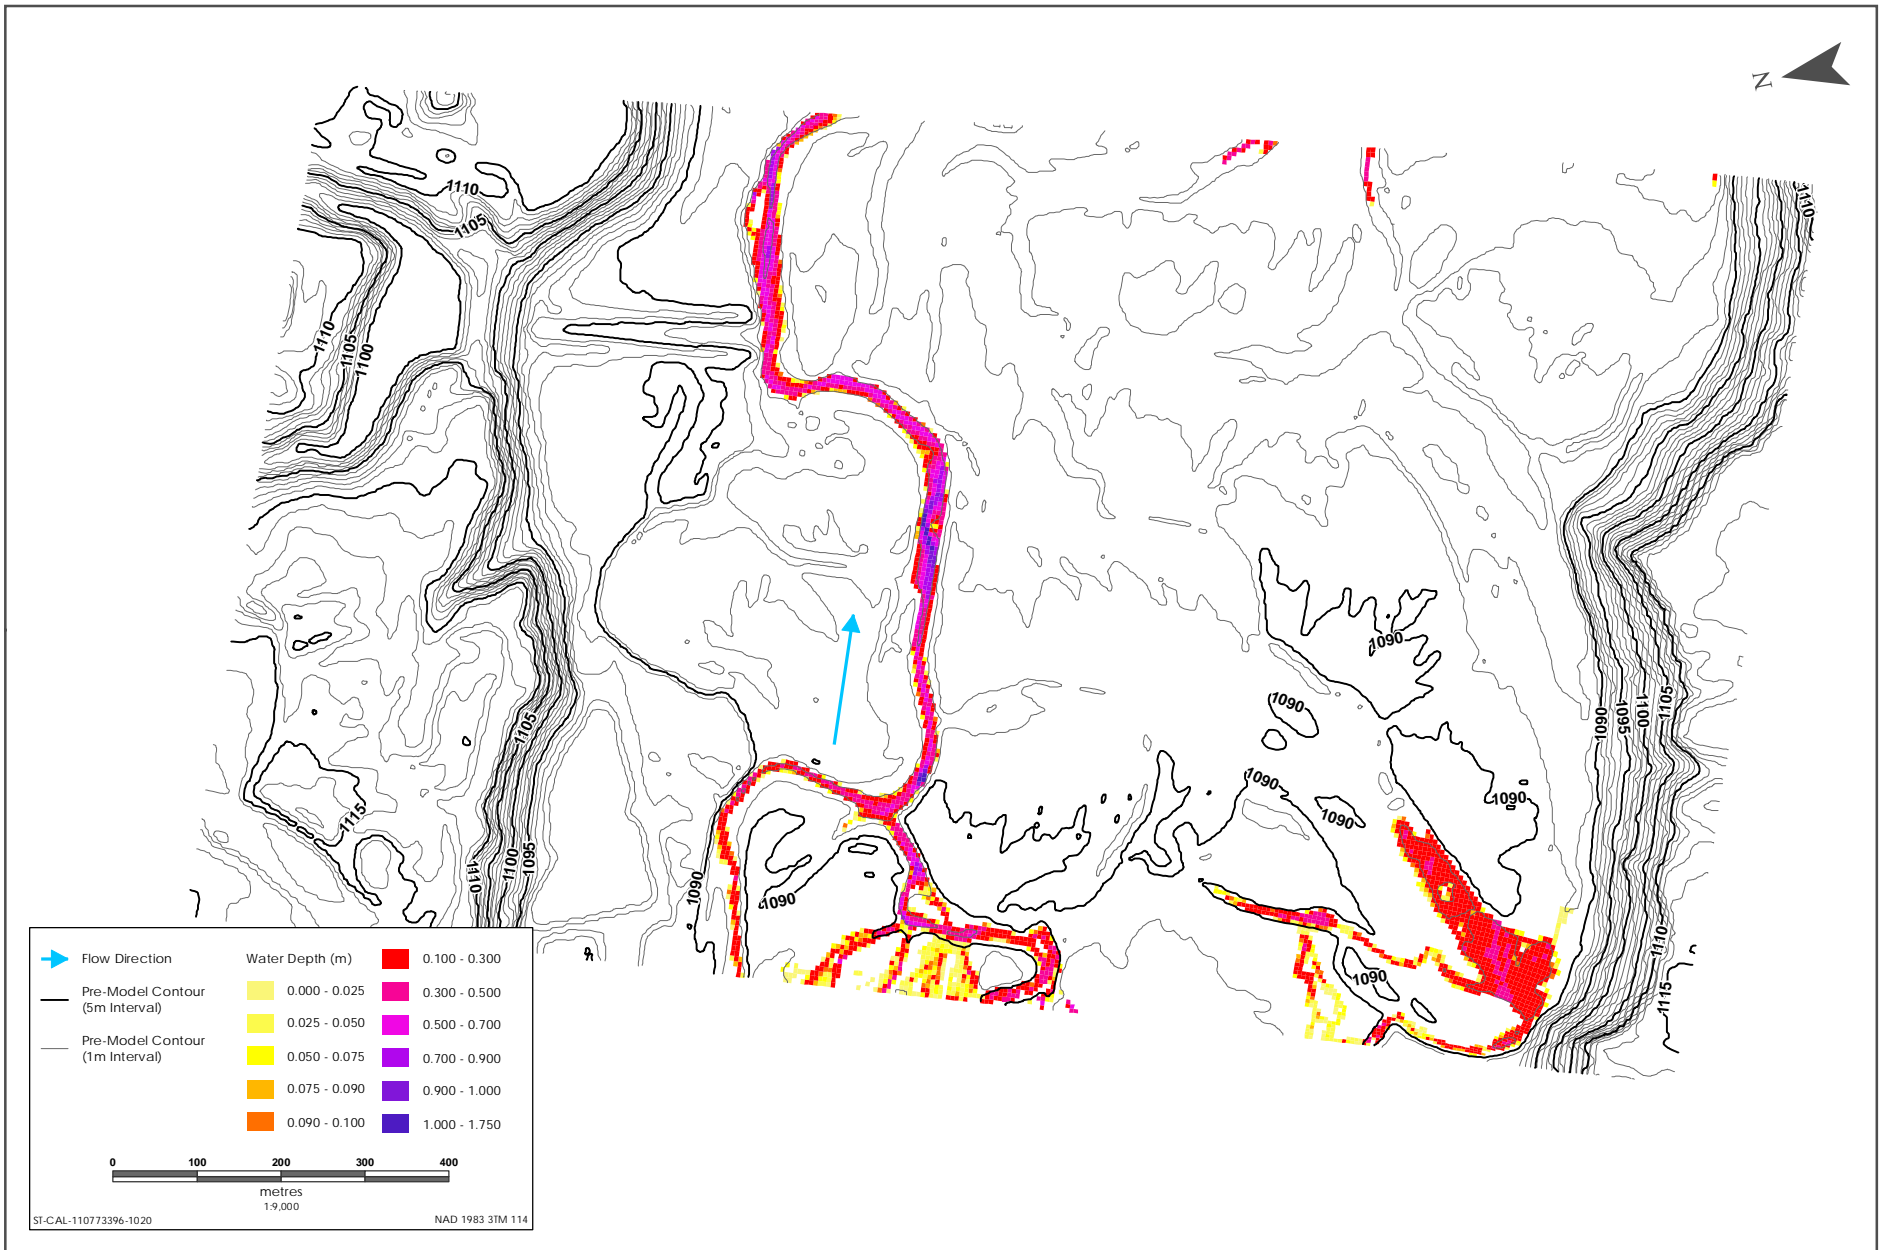 N
1110
1105
1110
1105
1100
1110
1090
1090
1105
1100
1095
1090
1105
1090
1090
1090
1115
1110
1100
1095
1090
1090
1090
1110
1115
Flow Direction
Pre-Model Contour
(5m Interval)
Pre-Model Contour
(1m Interval)
Water Depth (m)
0.000 - 0.025
0.025 - 0.050
0.050 - 0.075
0.075 - 0.090
0.090 - 0.100
0.100 - 0.300
0.300 - 0.500
0.500 - 0.700
0.700 - 0.900
0.900 - 1.000
1.000 - 1.750
0 100 200 300 400
metres
1:9,000
ST-CAL-110773396-1020
NAD 1983 3TM 114